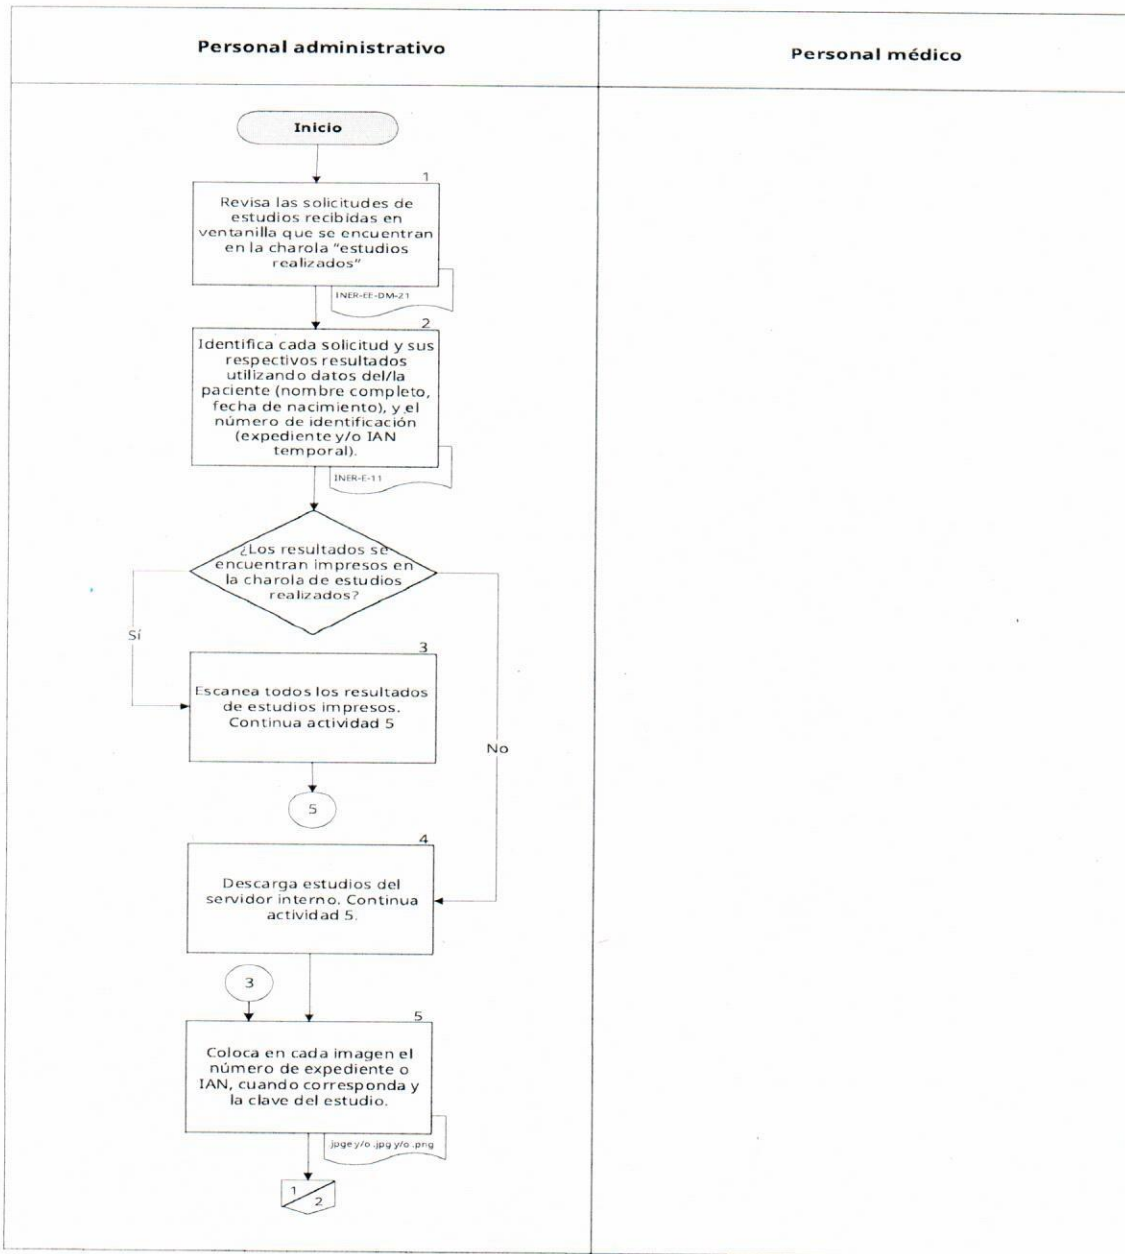 Personal administrativo
Personal médico
Inicio
1
Revisa las solicitudes de
estudios recibidas en
ventanilla que se encuentran
en la charola "estudios
realizados"
INER-EE-DM-21
2
Identifica cada solicitud y sus
respectivos resultados
utilizando datos del/la
paciente (nombre completo,
fecha de nacimiento), y el
número de identificación
(expediente y/o IAN
temporal).
INER-E-11
¿Los resultados se
encuentran impresos en
la charola de estudios
realizados?
Sí
3
Escanea todos los resultados
de estudios impresos.
Continua actividad 5
No
5
4
Descarga estudios del
servidor interno. Continua
actividad 5.
3
5
Coloca en cada imagen el
número de expediente o
IAN, cuando corresponda y
la clave del estudio.
jpge y/o .jpg y/o .png
1
2